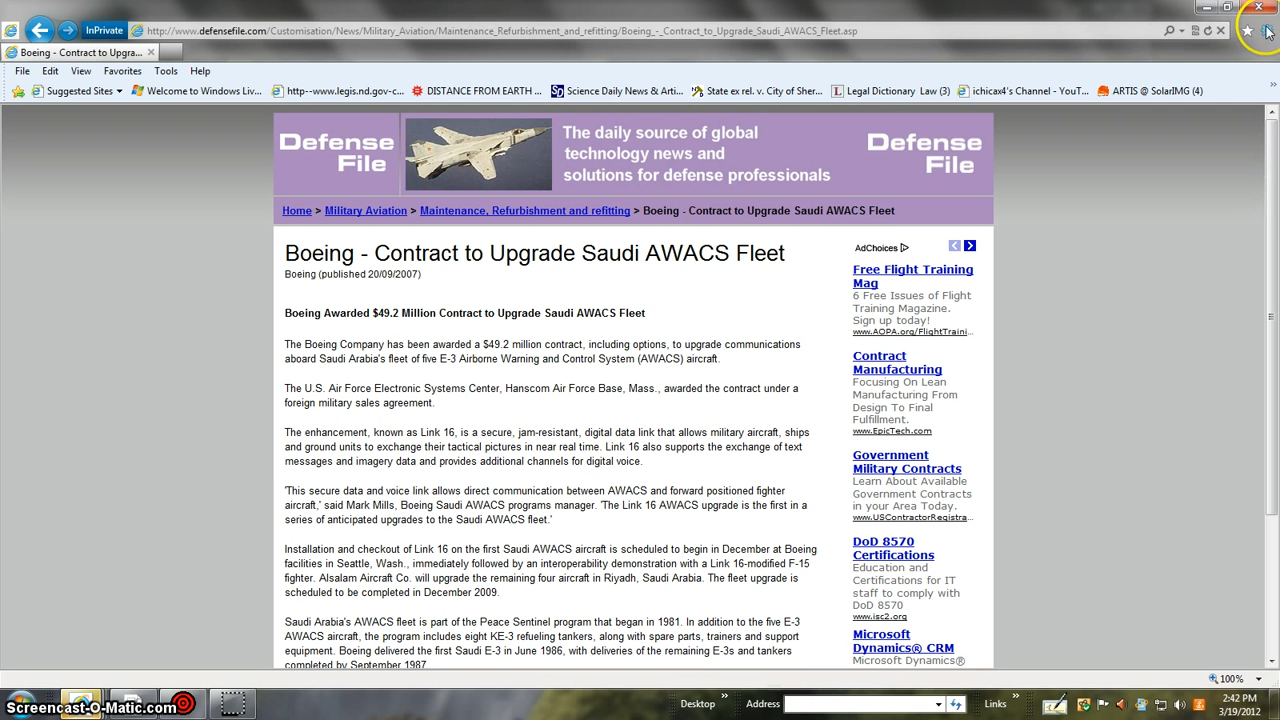 InPrivate
http://www.defensefile.com/Customisation/News/Military_Aviation/Maintenance_Refurbishment_and_refitting/Boeing_-_Contract_to_Upgrade_Saudi_AWACS_Fleet.asp
Boeing - Contract to Upgra...
File Edit View Favorites Tools Help
Suggested Sites Welcome to Windows Liv... http--www.legis.nd.gov-c... DISTANCE FROM EARTH ... Science Daily News & Arti... State ex rel. v. City of Sher... Legal Dictionary Law (3) ichicax4's Channel - YouT... ARTIS @ SolarIMG (4)
Defense File
The daily source of global
technology news and
solutions for defense professionals
Defense File
Home > Military Aviation > Maintenance, Refurbishment and refitting > Boeing - Contract to Upgrade Saudi AWACS Fleet
Boeing - Contract to Upgrade Saudi AWACS Fleet
Boeing (published 20/09/2007)
Boeing Awarded $49.2 Million Contract to Upgrade Saudi AWACS Fleet
The Boeing Company has been awarded a $49.2 million contract, including options, to upgrade communications
aboard Saudi Arabia's fleet of five E-3 Airborne Warning and Control System (AWACS) aircraft.
The U.S. Air Force Electronic Systems Center, Hanscom Air Force Base, Mass., awarded the contract under a
foreign military sales agreement.
The enhancement, known as Link 16, is a secure, jam-resistant, digital data link that allows military aircraft, ships
and ground units to exchange their tactical pictures in near real time. Link 16 also supports the exchange of text
messages and imagery data and provides additional channels for digital voice.
'This secure data and voice link allows direct communication between AWACS and forward positioned fighter
aircraft,' said Mark Mills, Boeing Saudi AWACS programs manager. 'The Link 16 AWACS upgrade is the first in a
series of anticipated upgrades to the Saudi AWACS fleet.'
Installation and checkout of Link 16 on the first Saudi AWACS aircraft is scheduled to begin in December at Boeing
facilities in Seattle, Wash., immediately followed by an interoperability demonstration with a Link 16-modified F-15
fighter. Alsalam Aircraft Co. will upgrade the remaining four aircraft in Riyadh, Saudi Arabia. The fleet upgrade is
scheduled to be completed in December 2009.
Saudi Arabia's AWACS fleet is part of the Peace Sentinel program that began in 1981. In addition to the five E-3
AWACS aircraft, the program includes eight KE-3 refueling tankers, along with spare parts, trainers and support
equipment. Boeing delivered the first Saudi E-3 in June 1986, with deliveries of the remaining E-3s and tankers
completed by September 1987.
AdChoices
Free Flight Training
Mag
6 Free Issues of Flight
Training Magazine.
Sign up today!
www.AOPA.org/FlightTraini...
Contract
Manufacturing
Focusing On Lean
Manufacturing From
Design To Final
Fulfillment.
www.EpicTech.com
Government
Military Contracts
Learn About Available
Government Contracts
in your Area Today.
www.USContractorRegistra...
DoD 8570
Certifications
Education and
Certifications for IT
staff to comply with
DoD 8570
www.isc2.org
Microsoft
Dynamics® CRM
Microsoft Dynamics®
100%
Screencast-O-Matic.com
Desktop » Address Links »
2:42 PM
3/19/2012